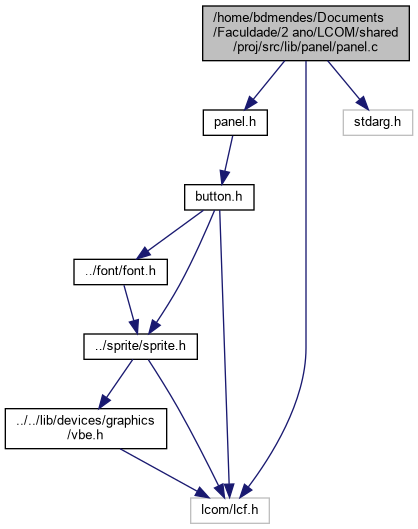 /home/bdmendes/Documents
/Faculdade/2 ano/LCOM/shared
/proj/src/lib/panel/panel.c
panel.h
stdarg.h
button.h
../font/font.h
../sprite/sprite.h
../../lib/devices/graphics
/vbe.h
lcom/lcf.h